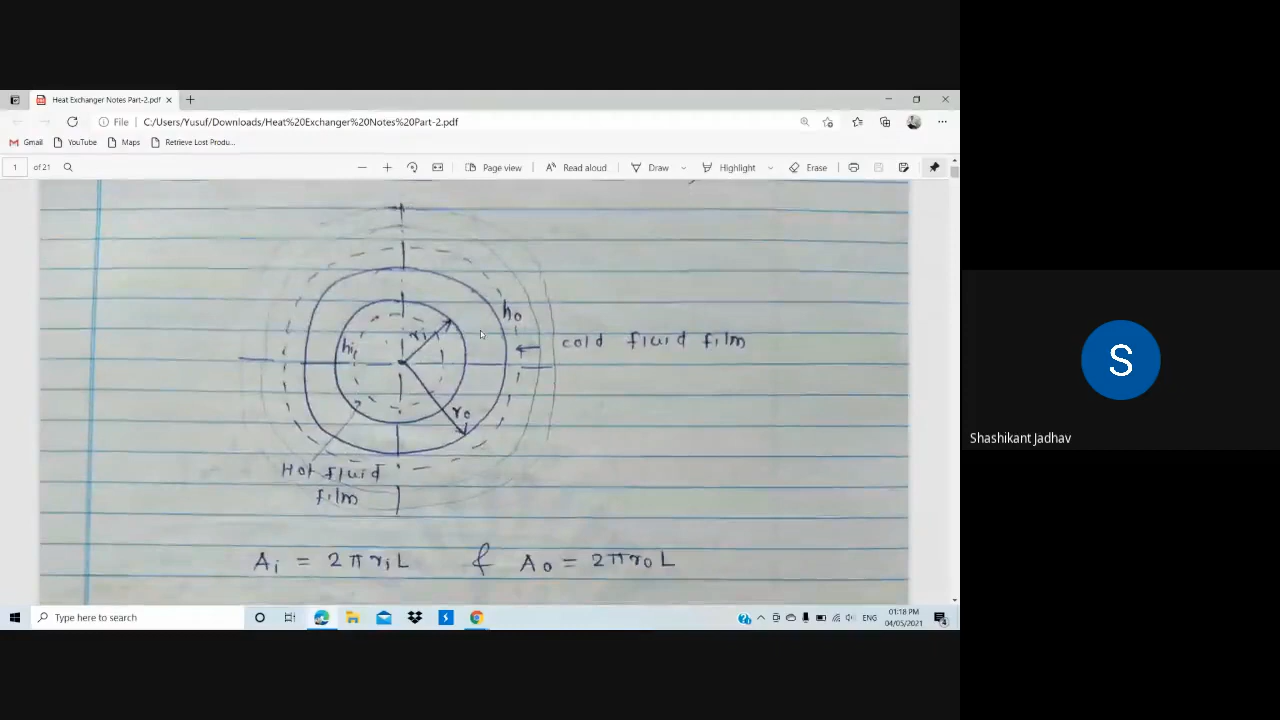 Heat Exchanger Notes Part-2.pdf
File C:/Users/Yusuf/Downloads/Heat%20Exchanger%20Notes%20Part-2.pdf
Gmail YouTube Maps Retrieve Lost Produ...
1 of 21 Page view Read aloud Draw Highlight Erase
ho
ri
hi
cold fluid film
ro
Hot fluid
film
Ai = 2πriL & Ao = 2πroL
S
Shashikant Jadhav
Type here to search
ENG
01:18 PM
04/05/2021
4